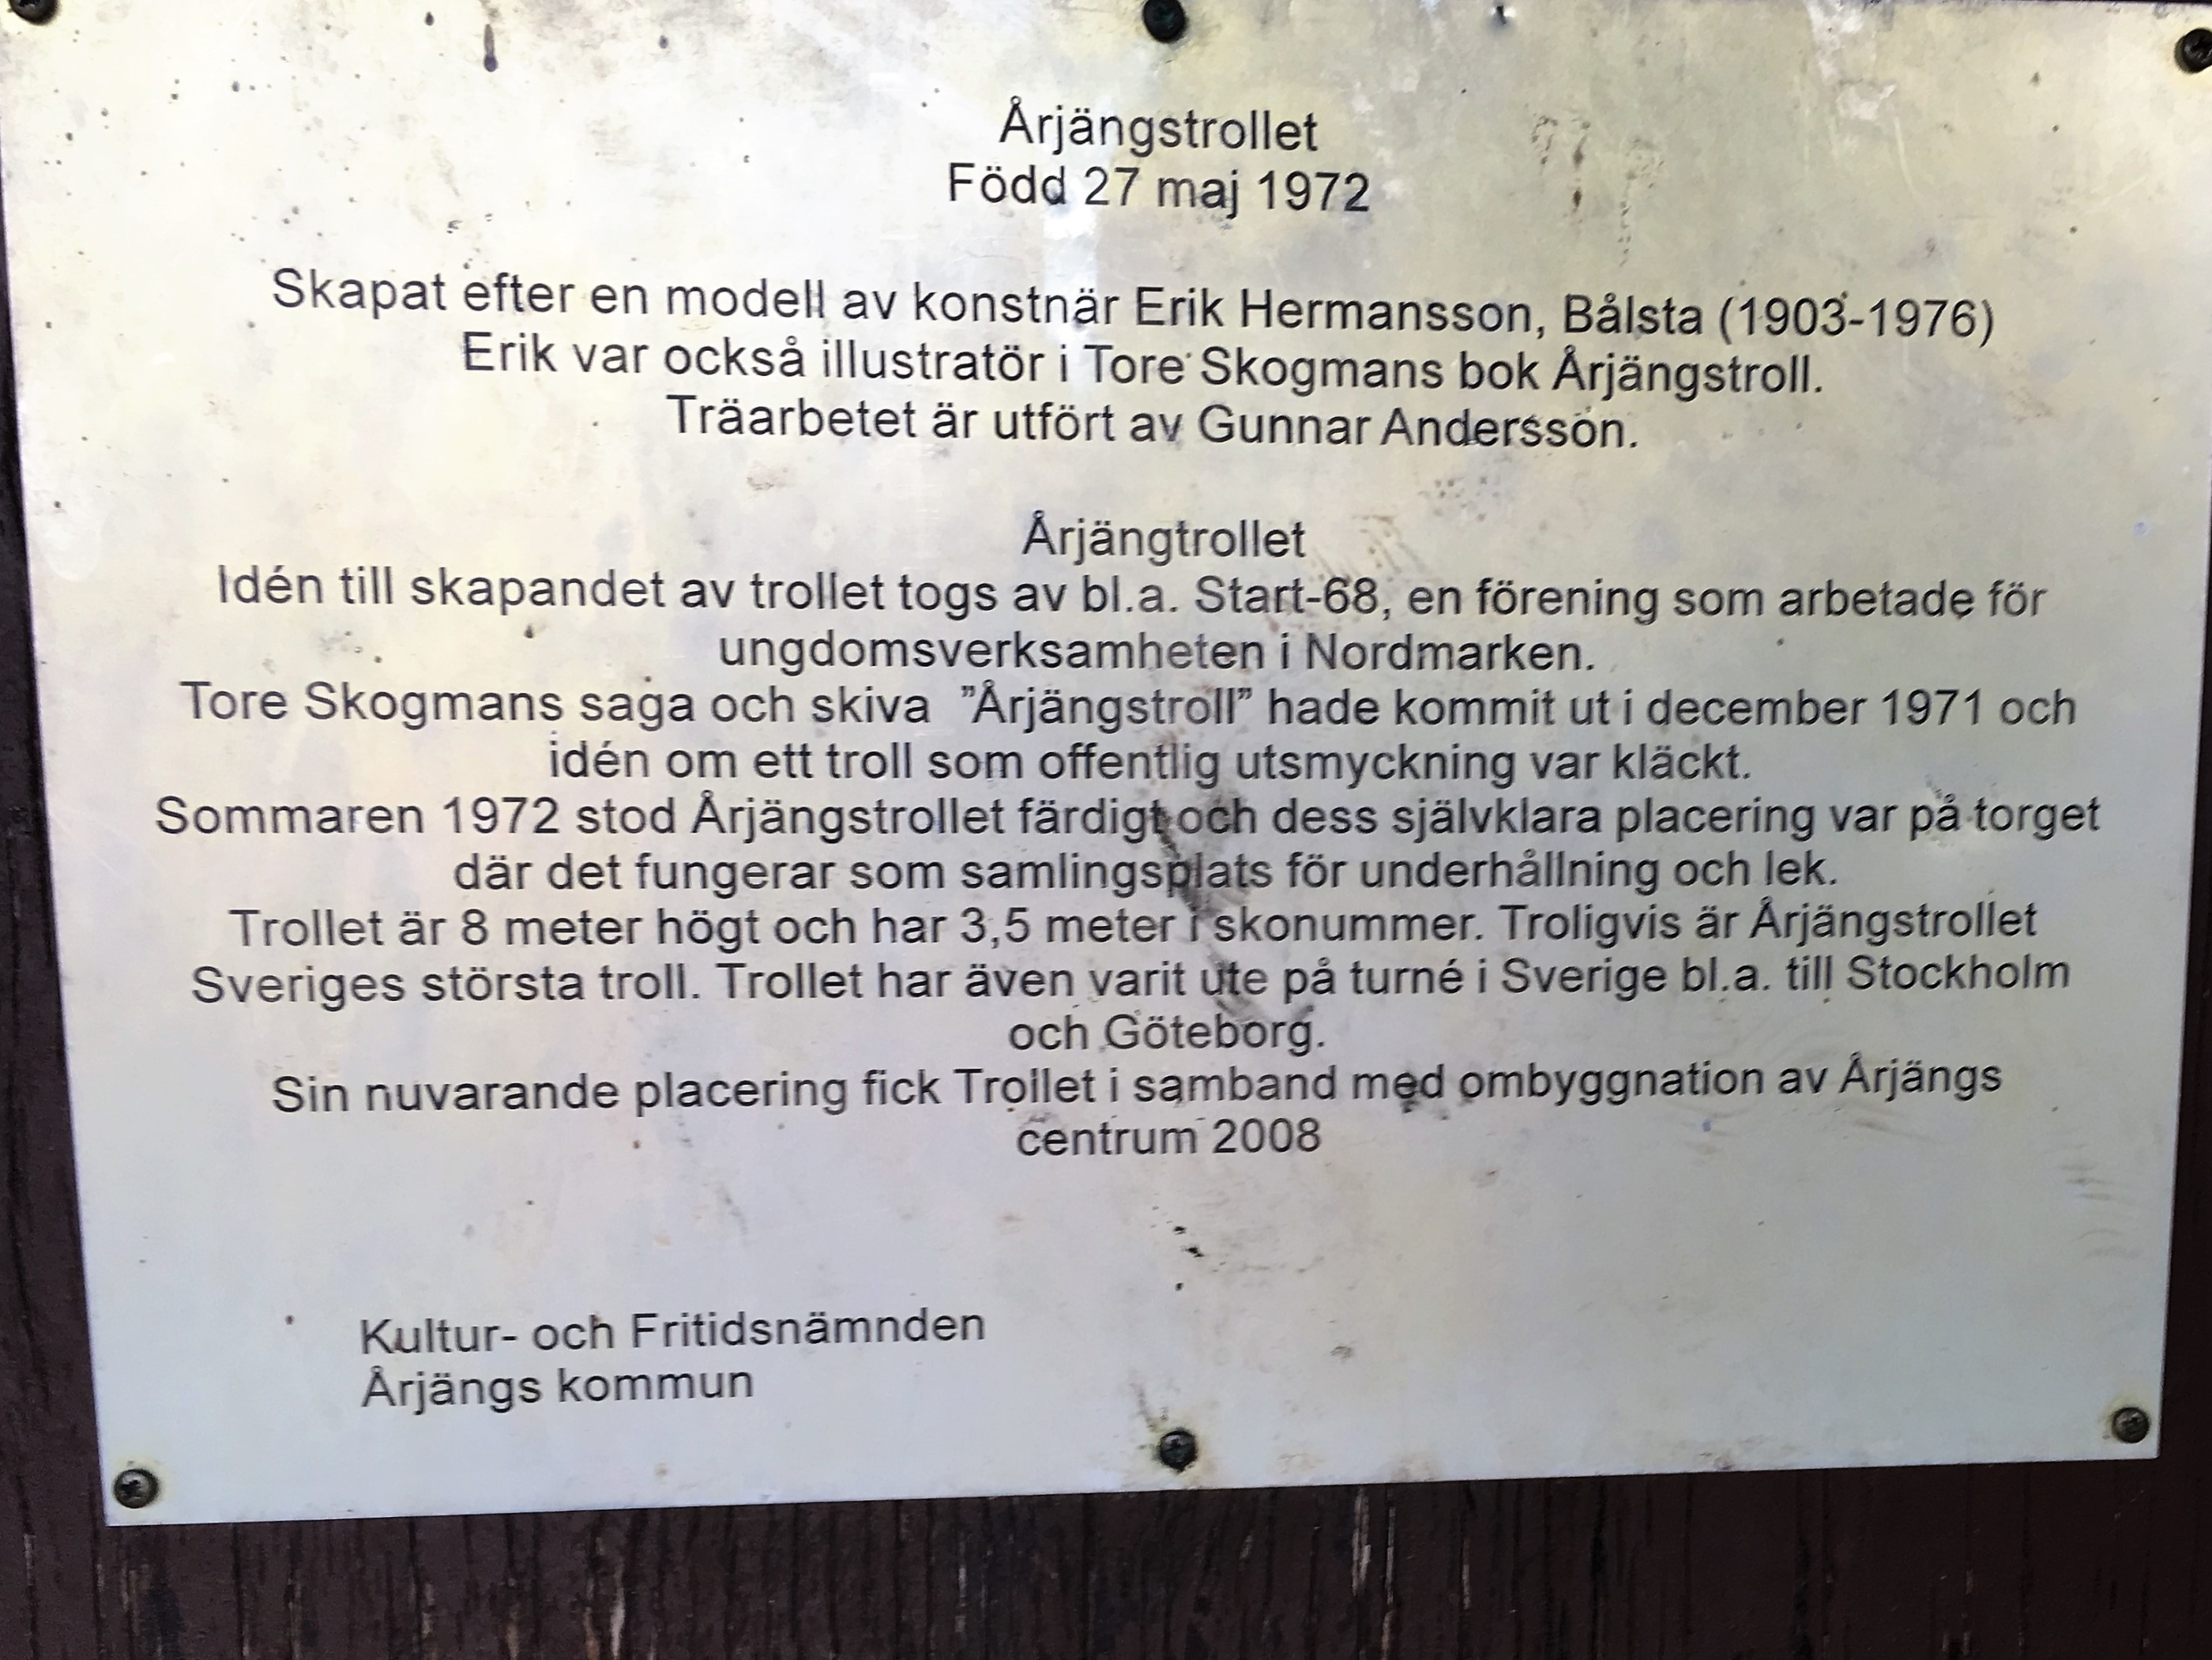 Årjängstrollet
Född 27 maj 1972
Skapat efter en modell av konstnär Erik Hermansson, Bålsta (1903-1976)
Erik var också illustratör i Tore Skogmans bok Årjängstroll.
Träarbetet är utfört av Gunnar Andersson.
Årjängtrollet
Idén till skapandet av trollet togs av bl.a. Start-68, en förening som arbetade för
ungdomsverksamheten i Nordmarken.
Tore Skogmans saga och skiva ”Årjängstroll” hade kommit ut i december 1971 och
idén om ett troll som offentlig utsmyckning var kläckt.
Sommaren 1972 stod Årjängstrollet färdigt och dess självklara placering var på torget
där det fungerar som samlingsplats för underhållning och lek.
Trollet är 8 meter högt och har 3,5 meter i skonummer. Troligvis är Årjängstrollet
Sveriges största troll. Trollet har även varit ute på turné i Sverige bl.a. till Stockholm
och Göteborg.
Sin nuvarande placering fick Trollet i samband med ombyggnation av Årjängs
centrum 2008
Kultur- och Fritidsnämnden
Årjängs kommun